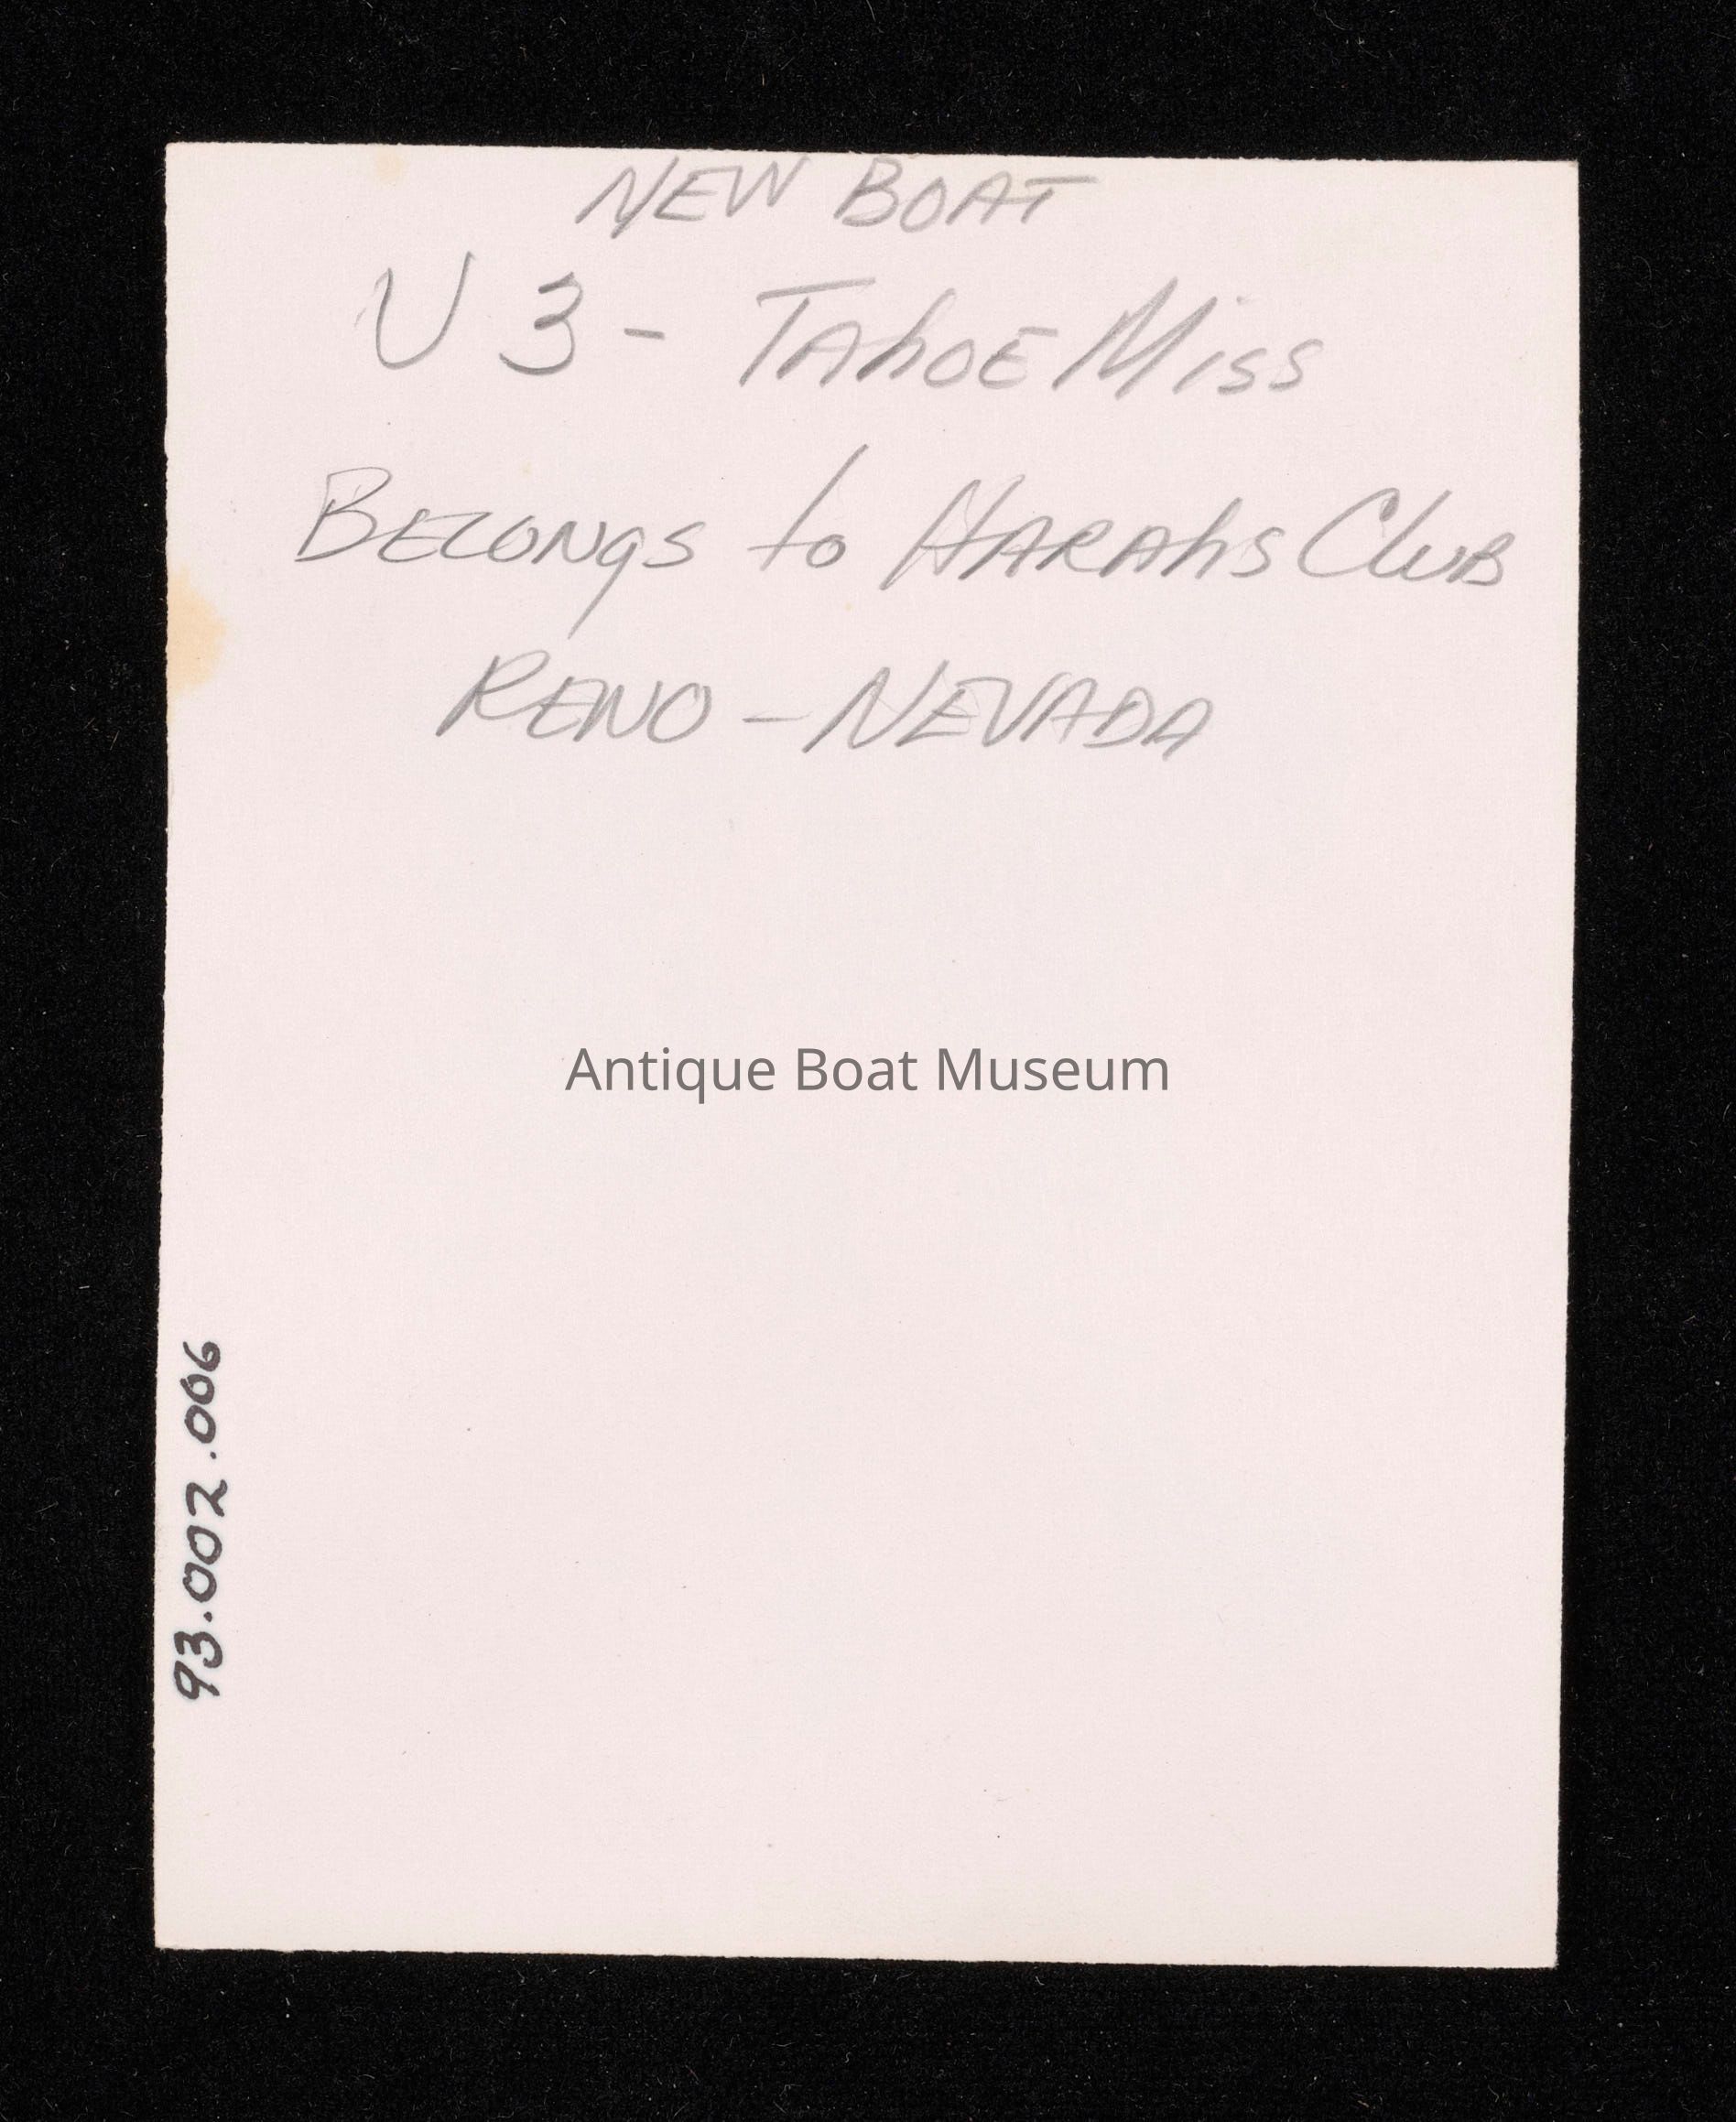 NEW BOAT
U 3 - TAhOE MISS
BELONgS to HARAhS CluB
RENO - NEVADA
Antique Boat Museum
93.002.006